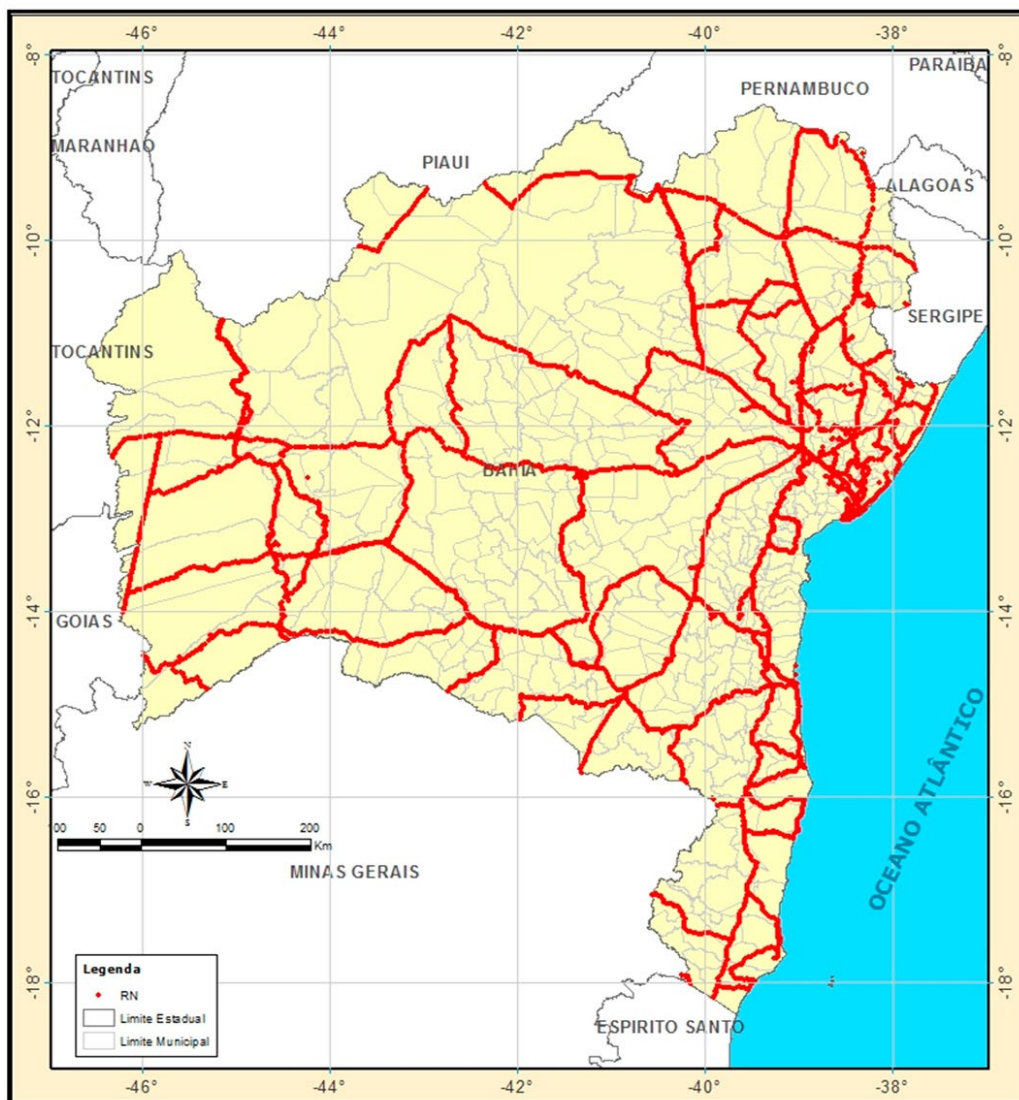 -46° -44° -42° -40° -38°
-8° -8°
TOCANTINS
PARAIBA
PERNAMBUCO
MARANHAO
PIAUI
ALAGOAS
-10° -10°
SERGIPE
TOCANTINS
-12° -12°
BAHIA
-14° -14°
GOIAS
OCEANO ATLÂNTICO
N
W E
S
-16° -16°
00 50 0 100 200
Km
MINAS GERAIS
Legenda
RN
Limite Estadual
Limite Municipal
-18° -18°
ESPIRITO SANTO
-46° -44° -42° -40° -38°